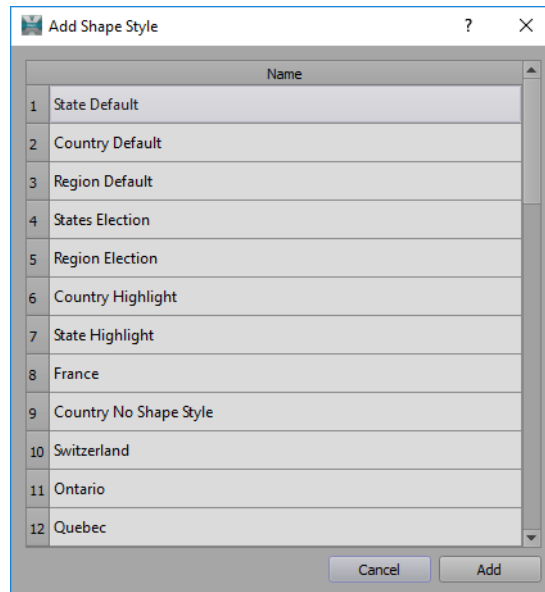 Add Shape Style ?
Name
1 State Default
2 Country Default
3 Region Default
4 States Election
5 Region Election
6 Country Highlight
7 State Highlight
8 France
9 Country No Shape Style
10 Switzerland
11 Ontario
12 Quebec
Cancel Add